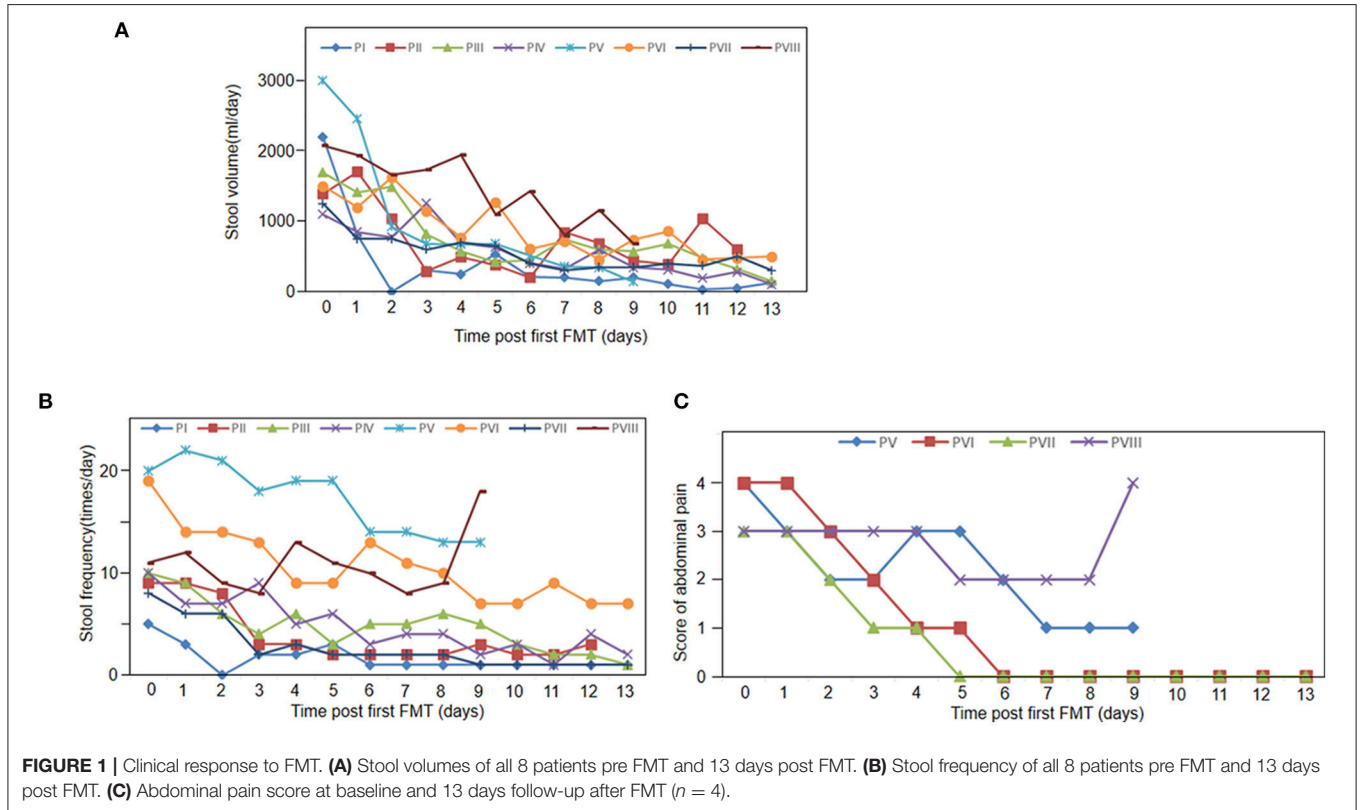 A
PI PII PIII PIV PV PVI PVII PVIII
Stool volume(ml/day)
3000
2000
1000
0
0 1 2 3 4 5 6 7 8 9 10 11 12 13
Time post first FMT (days)
B
PI PII PIII PIV PV PVI PVII PVIII
Stool frequency(times/day)
20
10
0
0 1 2 3 4 5 6 7 8 9 10 11 12 13
Time post first FMT (days)
C
PV PVI PVII PVIII
Score of abdominal pain
4
3
2
1
0
0 1 2 3 4 5 6 7 8 9 10 11 12 13
Time post first FMT (days)
FIGURE 1 | Clinical response to FMT. (A) Stool volumes of all 8 patients pre FMT and 13 days post FMT. (B) Stool frequency of all 8 patients pre FMT and 13 days
post FMT. (C) Abdominal pain score at baseline and 13 days follow-up after FMT (n = 4).